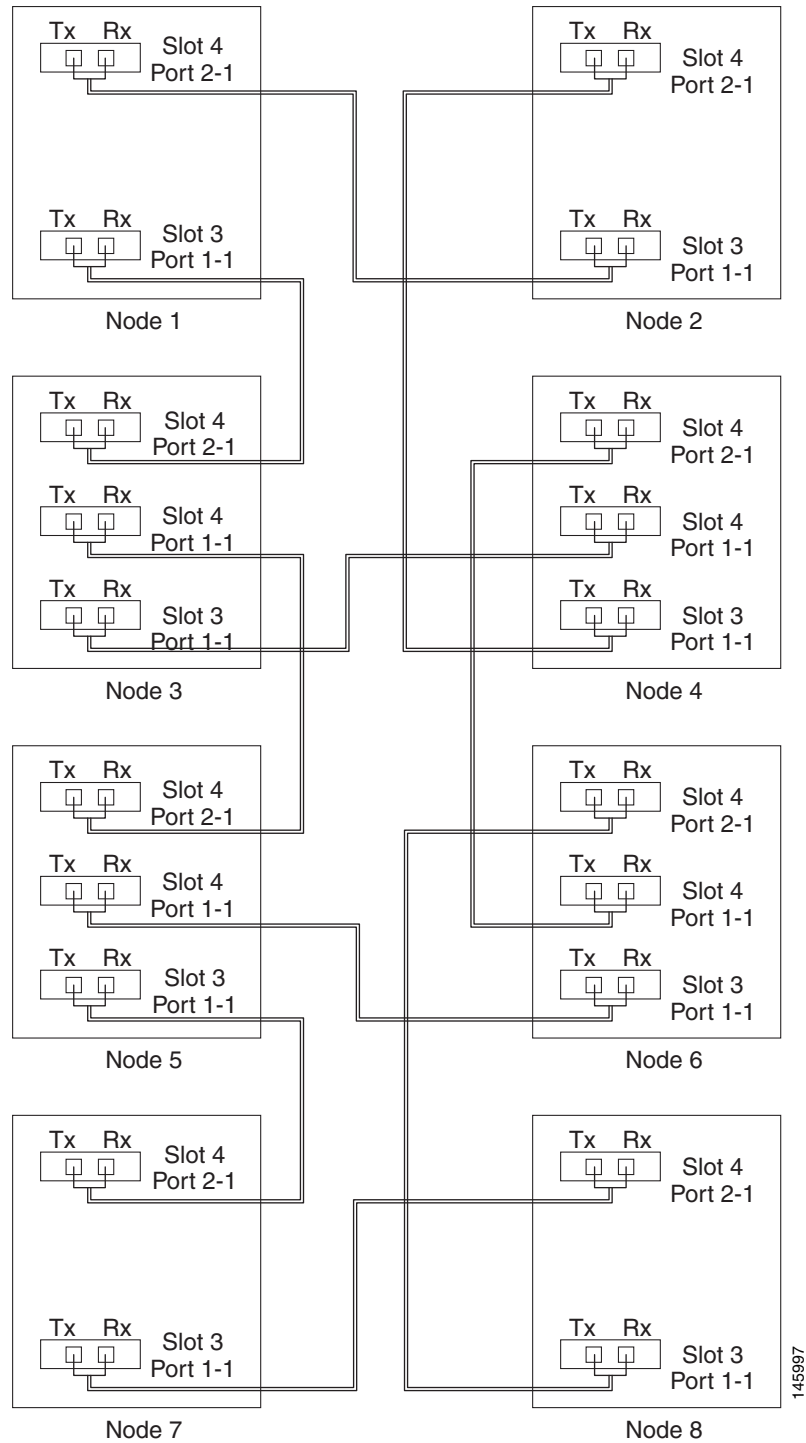 Tx Rx
Slot 4
Port 2-1
Tx Rx
Slot 3
Port 1-1
Node 1
Tx Rx
Slot 4
Port 2-1
Tx Rx
Slot 3
Port 1-1
Node 2
Tx Rx
Slot 4
Port 2-1
Tx Rx
Slot 4
Port 1-1
Tx Rx
Slot 3
Port 1-1
Node 3
Tx Rx
Slot 4
Port 2-1
Tx Rx
Slot 4
Port 1-1
Tx Rx
Slot 3
Port 1-1
Node 4
Tx Rx
Slot 4
Port 2-1
Tx Rx
Slot 4
Port 1-1
Tx Rx
Slot 3
Port 1-1
Node 5
Tx Rx
Slot 4
Port 2-1
Tx Rx
Slot 4
Port 1-1
Tx Rx
Slot 3
Port 1-1
Node 6
Tx Rx
Slot 4
Port 2-1
Tx Rx
Slot 3
Port 1-1
Node 7
Tx Rx
Slot 4
Port 2-1
Tx Rx
Slot 3
Port 1-1
Node 8
145997